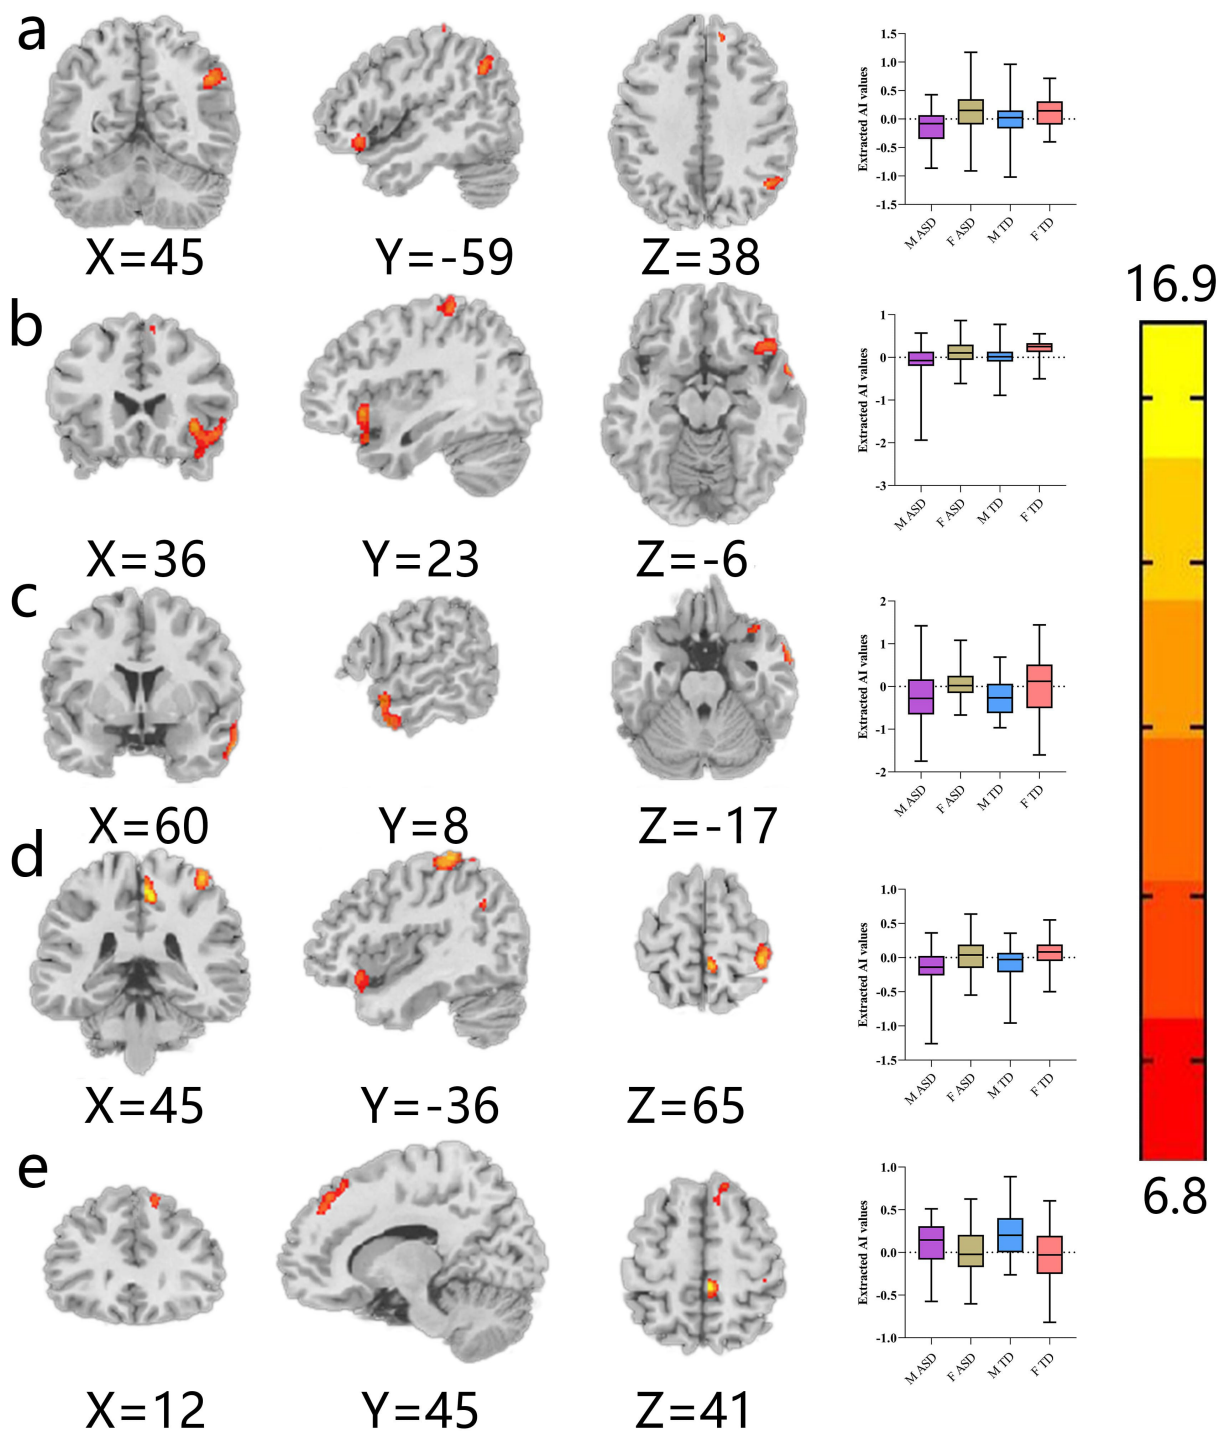 a
X=45
Y=-59
Z=38
Extracted AI values
1.5
1.0
0.5
0.0
-0.5
-1.0
-1.5
M ASD
F ASD
M TD
F TD
b
X=36
Y=23
Z=-6
Extracted AI values
1
0
-1
-2
-3
M ASD
F ASD
M TD
F TD
16.9
6.8
c
X=60
Y=8
Z=-17
Extracted AI values
2
1
0
-1
-2
M ASD
F ASD
M TD
F TD
d
X=45
Y=-36
Z=65
Extracted AI values
1.0
0.5
0.0
-0.5
-1.0
-1.5
M ASD
F ASD
M TD
F TD
e
X=12
Y=45
Z=41
Extracted AI values
1.0
0.5
0.0
-0.5
-1.0
M ASD
F ASD
M TD
F TD